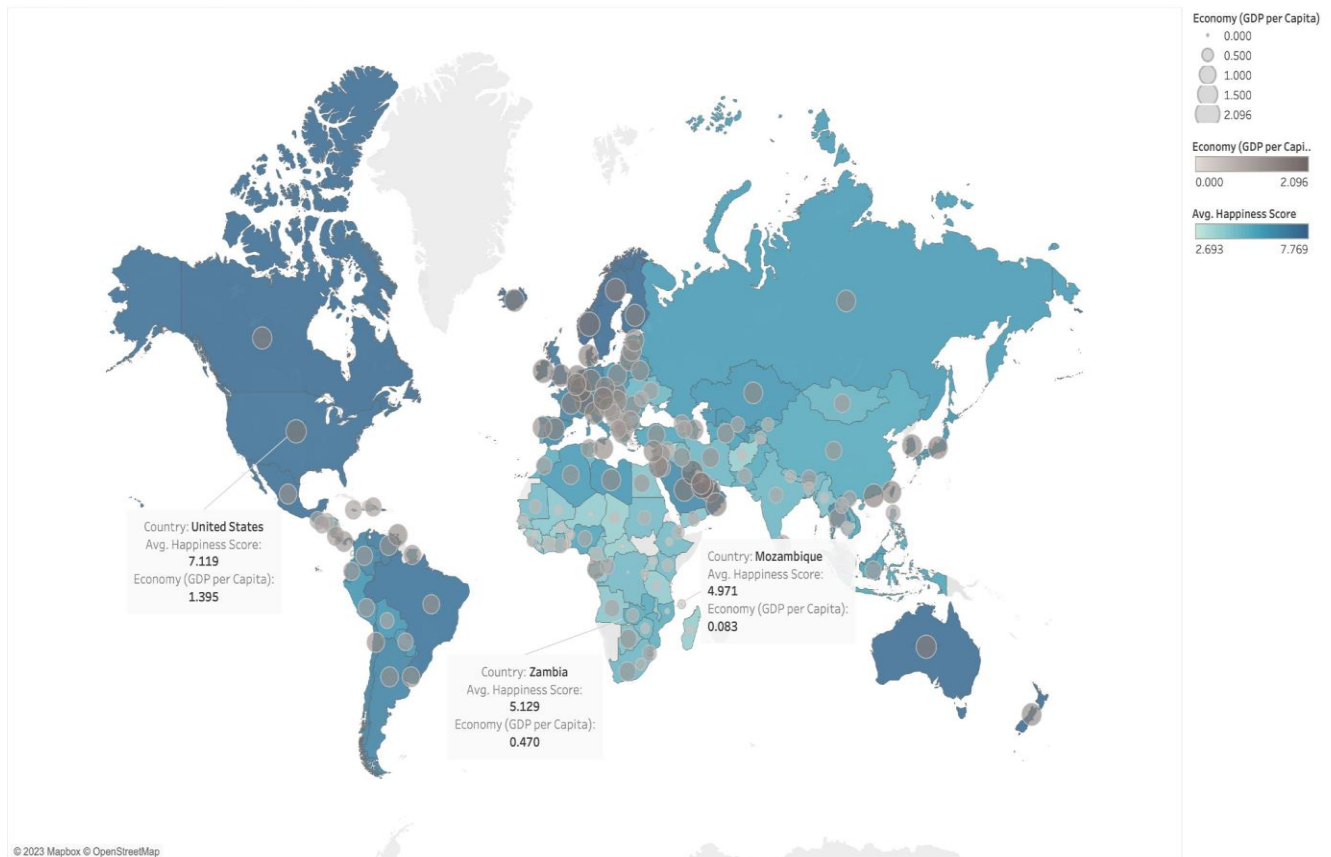 Economy (GDP per Capita)
0.000
0.500
1.000
1.500
2.096
Economy (GDP per Capi..
0.000 2.096
Avg. Happiness Score
2.693 7.769
Country: United States
Avg. Happiness Score:
7.119
Economy (GDP per Capita):
1.395
Country: Mozambique
Avg. Happiness Score:
4.971
Economy (GDP per Capita):
0.083
Country: Zambia
Avg. Happiness Score:
5.129
Economy (GDP per Capita):
0.470
© 2023 Mapbox © OpenStreetMap